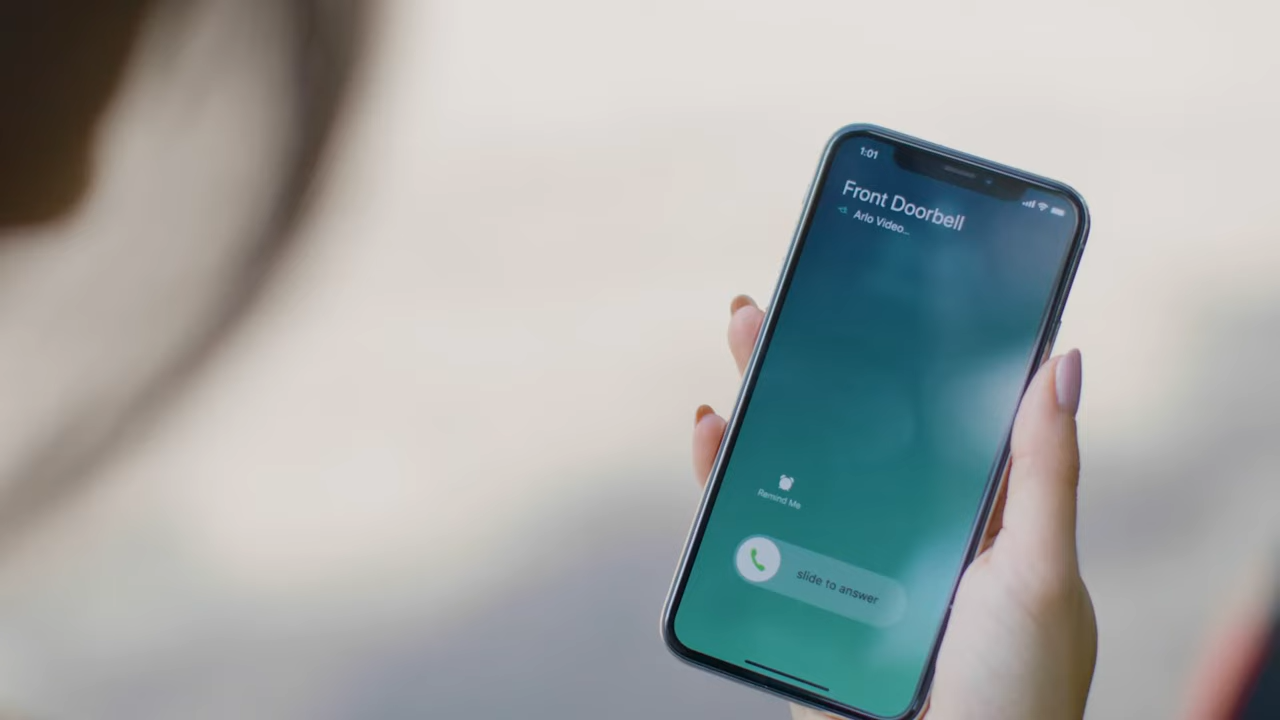 1:01
Front Doorbell
Arlo Video...
Remind Me
slide to answer